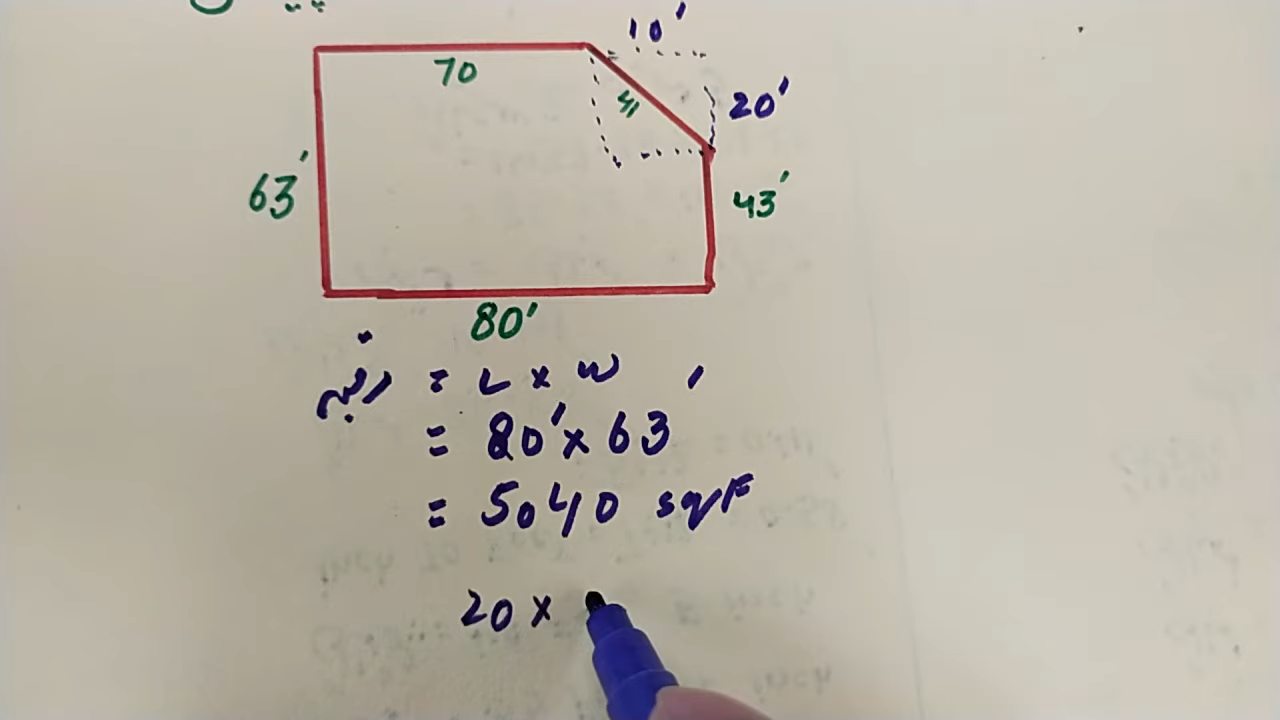 10'
70
41
20'
63'
43'
80'
رقبہ = L x W
= 80' x 63'
= 5040 sqF
20 x